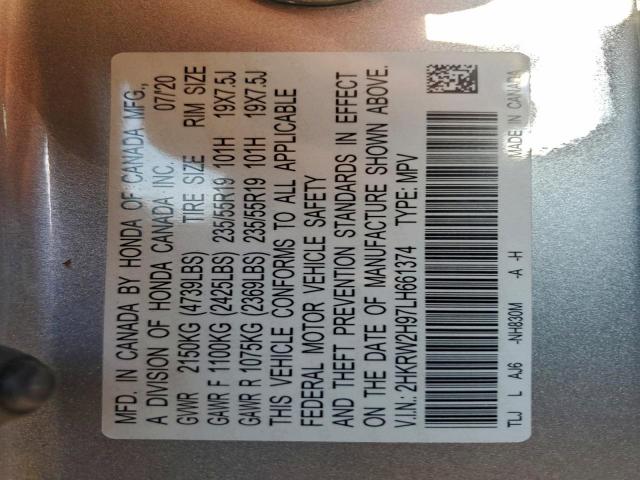 MFD. IN CANADA BY HONDA OF CANADA MFG.,
A DIVISION OF HONDA CANADA INC. 07/20
GVWR 2150KG (4739LBS) TIRE SIZE RIM SIZE
GAWR F 1100KG (2425LBS) 235/55R19 101H 19X7.5J
GAWR R 1075KG (2369LBS) 235/55R19 101H 19X7.5J
THIS VEHICLE CONFORMS TO ALL APPLICABLE
FEDERAL MOTOR VEHICLE SAFETY
AND THEFT PREVENTION STANDARDS IN EFFECT
ON THE DATE OF MANUFACTURE SHOWN ABOVE.
V.I.N.: 2HKRW2H97LH661374 TYPE: MPV
TLJ L AJ6 -NH830M -A -H MADE IN CANADA